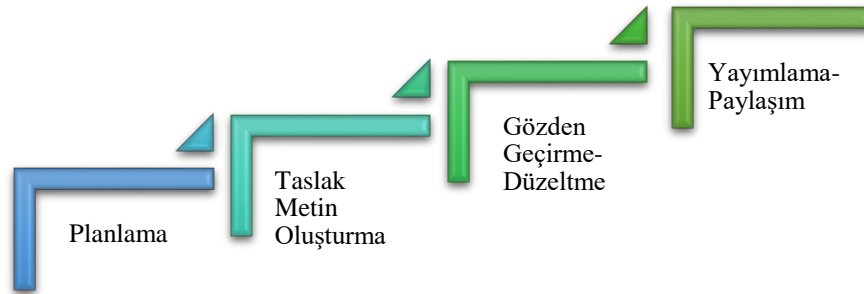 Planlama
Taslak
Metin
Oluşturma
Gözden
Geçirme-
Düzeltme
Yayımlama-
Paylaşım